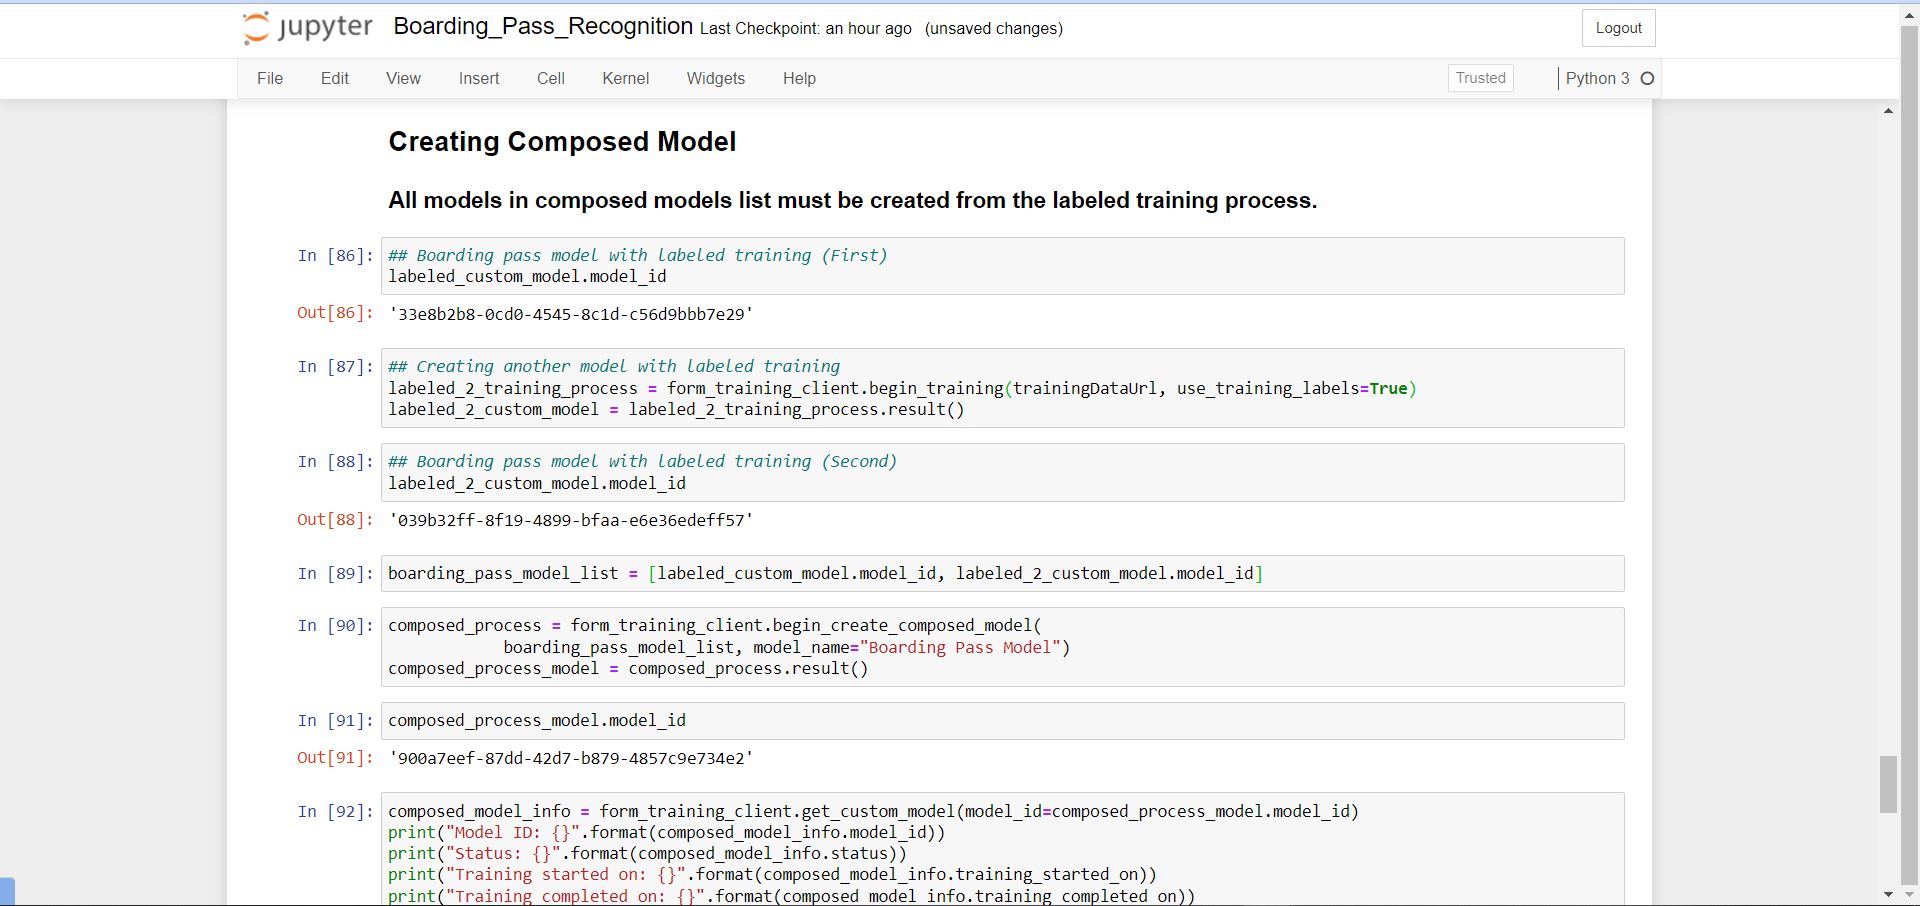 jupyter Boarding_Pass_Recognition Last Checkpoint: an hour ago (unsaved changes) Logout
File Edit View Insert Cell Kernel Widgets Help Trusted Python 3
Creating Composed Model
All models in composed models list must be created from the labeled training process.
In [86]: ## Boarding pass model with labeled training (First)
labeled_custom_model.model_id
Out[86]: '33e8b2b8-0cd0-4545-8c1d-c56d9bbb7e29'
In [87]: ## Creating another model with labeled training
labeled_2_training_process = form_training_client.begin_training(trainingDataUrl, use_training_labels=True)
labeled_2_custom_model = labeled_2_training_process.result()
In [88]: ## Boarding pass model with labeled training (Second)
labeled_2_custom_model.model_id
Out[88]: '039b32ff-8f19-4899-bfaa-e6e36edeff57'
In [89]: boarding_pass_model_list = [labeled_custom_model.model_id, labeled_2_custom_model.model_id]
In [90]: composed_process = form_training_client.begin_create_composed_model(
boarding_pass_model_list, model_name="Boarding Pass Model")
composed_process_model = composed_process.result()
In [91]: composed_process_model.model_id
Out[91]: '900a7eef-87dd-42d7-b879-4857c9e734e2'
In [92]: composed_model_info = form_training_client.get_custom_model(model_id=composed_process_model.model_id)
print("Model ID: {}".format(composed_model_info.model_id))
print("Status: {}".format(composed_model_info.status))
print("Training started on: {}".format(composed_model_info.training_started_on))
print("Training completed on: {}".format(composed_model_info.training_completed_on))